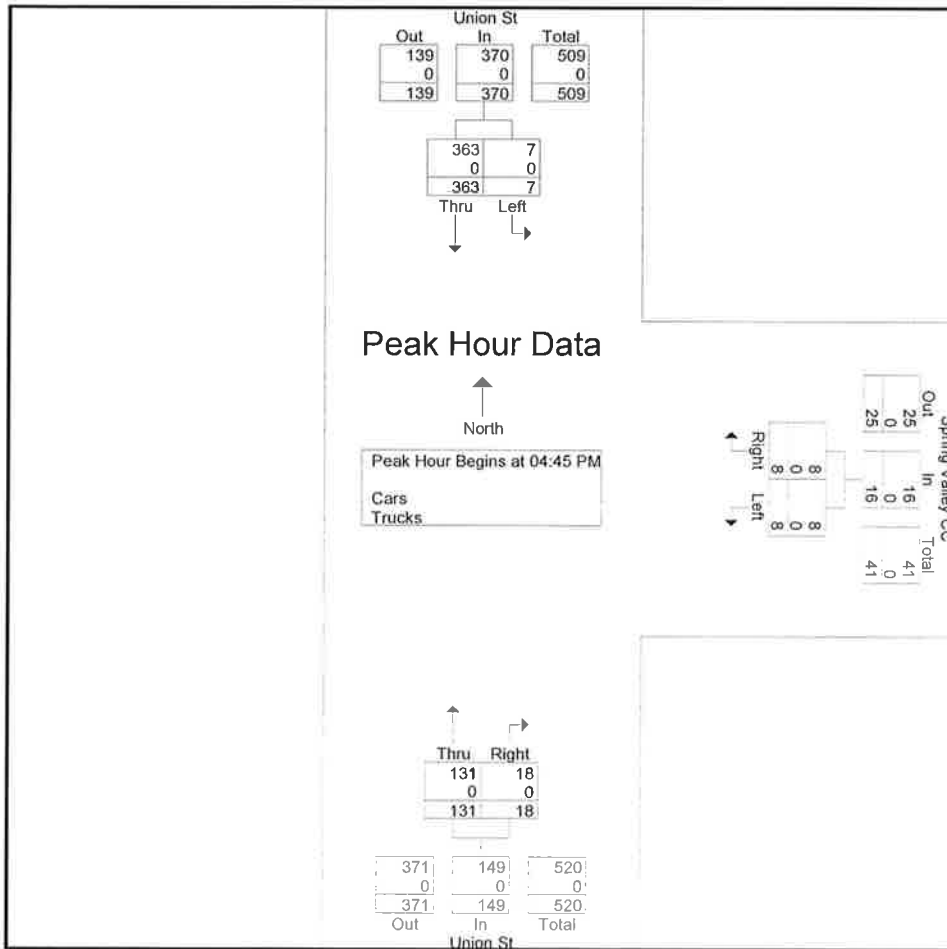 Union St
Out In Total
139 370 509
0 0 0
139 370 509
363 7
0 0
363 7
Thru Left
Peak Hour Data
North
Peak Hour Begins at 04:45 PM
Cars
Trucks
Spring Valley CC
Out In Total
25 16 41
0 0 0
25 16 41
8 8
0 0
8 8
Right Left
Thru Right
131 18
0 0
131 18
371 149 520
0 0 0
371 149 520
Out In Total
Union St